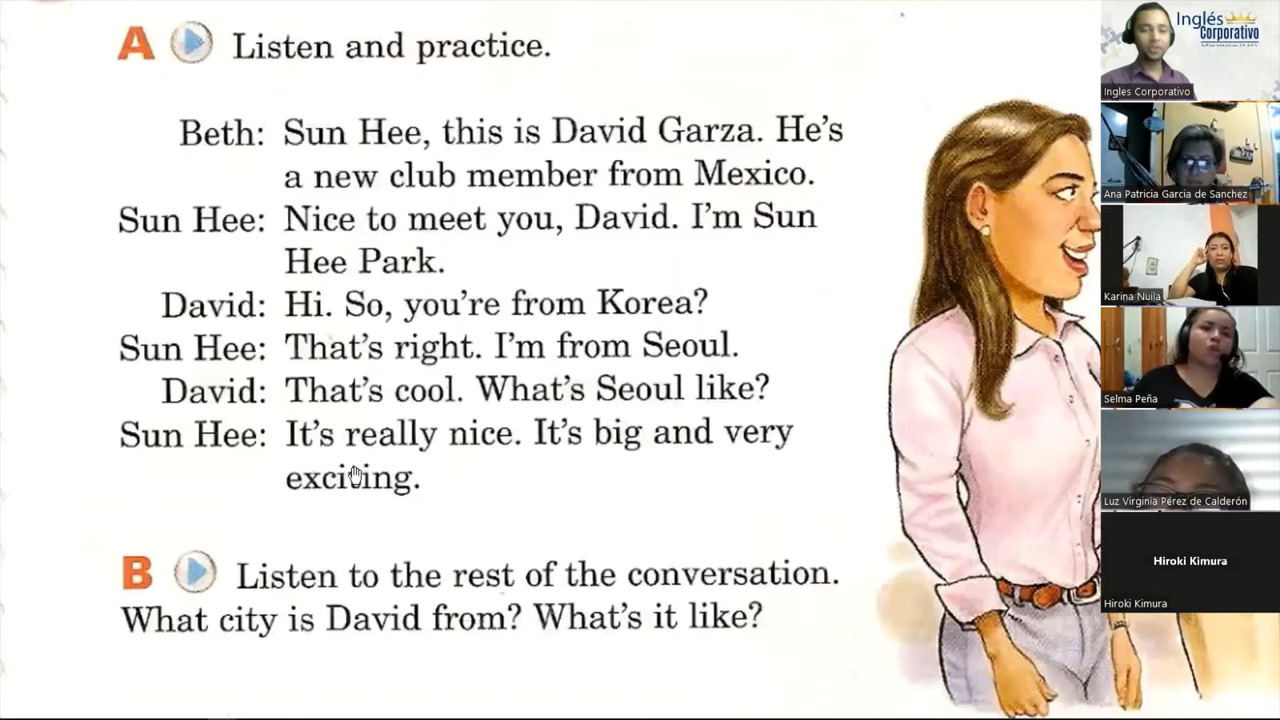 A Listen and practice.
Beth: Sun Hee, this is David Garza. He's
a new club member from Mexico.
Sun Hee: Nice to meet you, David. I'm Sun
Hee Park.
David: Hi. So, you're from Korea?
Sun Hee: That's right. I'm from Seoul.
David: That's cool. What's Seoul like?
Sun Hee: It's really nice. It's big and very
exciting.
B Listen to the rest of the conversation.
What city is David from? What's it like?
Inglés
Corporativo
Ingles Corporativo
Ana Patricia Garcia de Sanchez
Karina Nuila
Selma Peña
Luz Virginia Pérez de Calderón
Hiroki Kimura
Hiroki Kimura